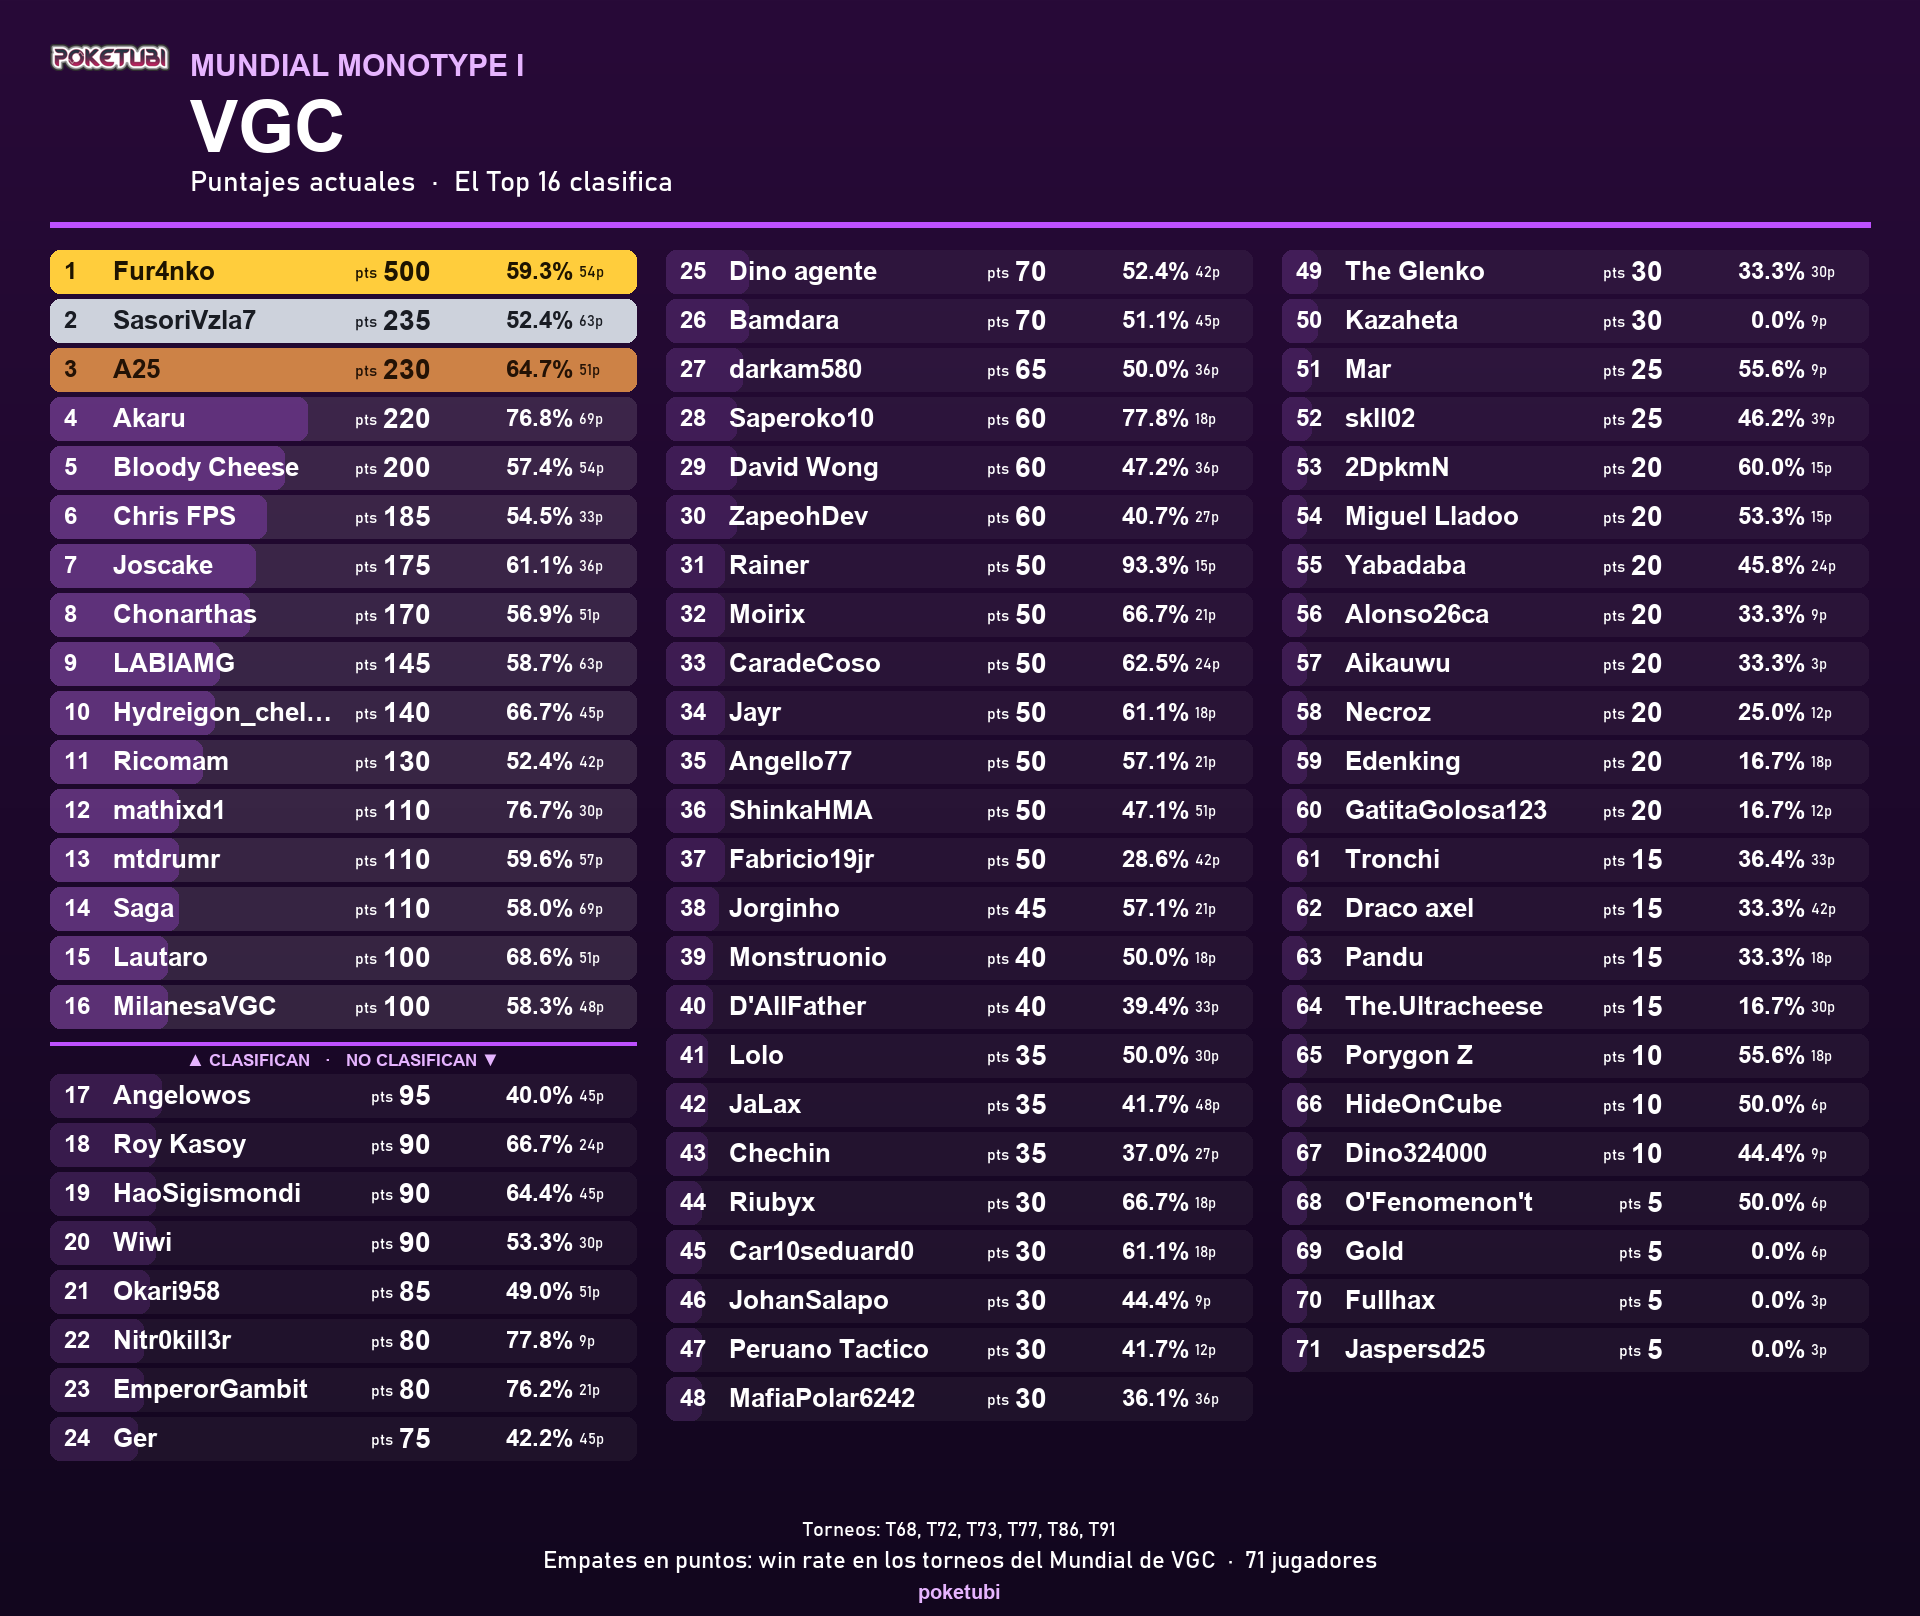 POKETUBI
MUNDIAL MONOTYPE I
VGC
Puntajes actuales · El Top 16 clasifica
1 Fur4nko pts 500 59.3% 54p
2 SasoriVzla7 pts 235 52.4% 63p
3 A25 pts 230 64.7% 51p
4 Akaru pts 220 76.8% 69p
5 Bloody Cheese pts 200 57.4% 54p
6 Chris FPS pts 185 54.5% 33p
7 Joscake pts 175 61.1% 36p
8 Chonarthas pts 170 56.9% 51p
9 LABIAMG pts 145 58.7% 63p
10 Hydreigon_chel... pts 140 66.7% 45p
11 Ricomam pts 130 52.4% 42p
12 mathixd1 pts 110 76.7% 30p
13 mtdrumr pts 110 59.6% 57p
14 Saga pts 110 58.0% 69p
15 Lautaro pts 100 68.6% 51p
16 MilanesaVGC pts 100 58.3% 48p
▲ CLASIFICAN · NO CLASIFICAN ▼
17 Angelowos pts 95 40.0% 45p
18 Roy Kasoy pts 90 66.7% 24p
19 HaoSigismondi pts 90 64.4% 45p
20 Wiwi pts 90 53.3% 30p
21 Okari958 pts 85 49.0% 51p
22 Nitr0kill3r pts 80 77.8% 9p
23 EmperorGambit pts 80 76.2% 21p
24 Ger pts 75 42.2% 45p
25 Dino agente pts 70 52.4% 42p
26 Bamdara pts 70 51.1% 45p
27 darkam580 pts 65 50.0% 36p
28 Saperoko10 pts 60 77.8% 18p
29 David Wong pts 60 47.2% 36p
30 ZapeohDev pts 60 40.7% 27p
31 Rainer pts 50 93.3% 15p
32 Moirix pts 50 66.7% 21p
33 CaradeCoso pts 50 62.5% 24p
34 Jayr pts 50 61.1% 18p
35 Angello77 pts 50 57.1% 21p
36 ShinkaHMA pts 50 47.1% 51p
37 Fabricio19jr pts 50 28.6% 42p
38 Jorginho pts 45 57.1% 21p
39 Monstruonio pts 40 50.0% 18p
40 D'AllFather pts 40 39.4% 33p
41 Lolo pts 35 50.0% 30p
42 JaLax pts 35 41.7% 48p
43 Chechin pts 35 37.0% 27p
44 Riubyx pts 30 66.7% 18p
45 Car10seduard0 pts 30 61.1% 18p
46 JohanSalapo pts 30 44.4% 9p
47 Peruano Tactico pts 30 41.7% 12p
48 MafiaPolar6242 pts 30 36.1% 36p
49 The Glenko pts 30 33.3% 30p
50 Kazaheta pts 30 0.0% 9p
51 Mar pts 25 55.6% 9p
52 skll02 pts 25 46.2% 39p
53 2DpkmN pts 20 60.0% 15p
54 Miguel Lladoo pts 20 53.3% 15p
55 Yabadaba pts 20 45.8% 24p
56 Alonso26ca pts 20 33.3% 9p
57 Aikauwu pts 20 33.3% 3p
58 Necroz pts 20 25.0% 12p
59 Edenking pts 20 16.7% 18p
60 GatitaGolosa123 pts 20 16.7% 12p
61 Tronchi pts 15 36.4% 33p
62 Draco axel pts 15 33.3% 42p
63 Pandu pts 15 33.3% 18p
64 The.Ultracheese pts 15 16.7% 30p
65 Porygon Z pts 10 55.6% 18p
66 HideOnCube pts 10 50.0% 6p
67 Dino324000 pts 10 44.4% 9p
68 O'Fenomenon't pts 5 50.0% 6p
69 Gold pts 5 0.0% 6p
70 Fullhax pts 5 0.0% 3p
71 Jaspersd25 pts 5 0.0% 3p
Torneos: T68, T72, T73, T77, T86, T91
Empates en puntos: win rate en los torneos del Mundial de VGC · 71 jugadores
poketubi